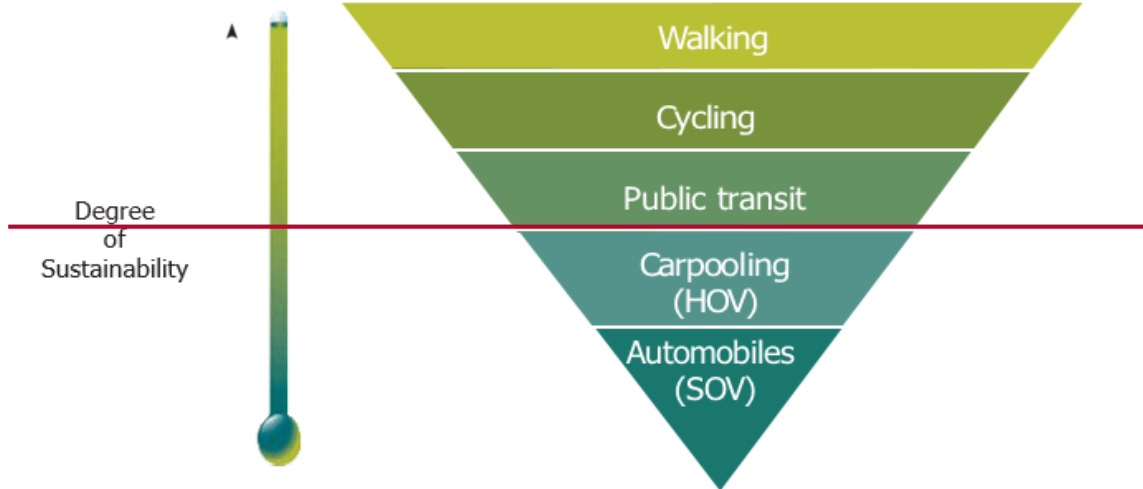 Walking
Cycling
Public transit
Degree
of
Sustainability
Carpooling
(HOV)
Automobiles
(SOV)